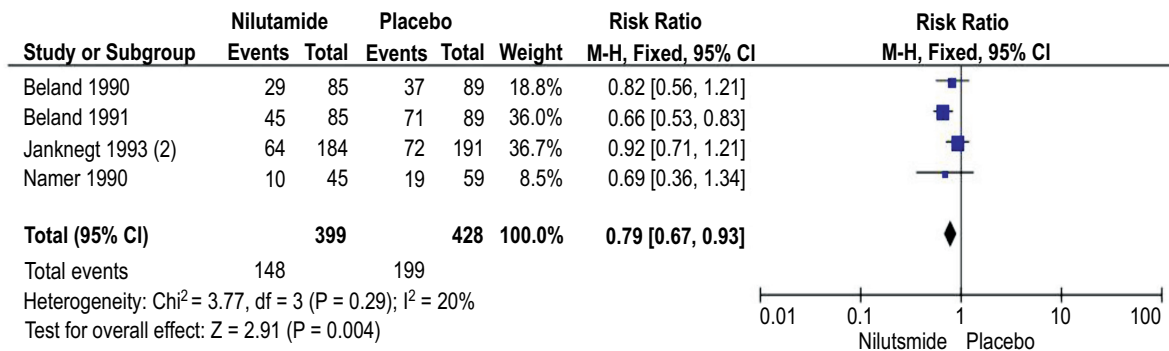 Nilutamide Placebo Risk Ratio Risk Ratio
Study or Subgroup Events Total Events Total Weight M-H, Fixed, 95% CI M-H, Fixed, 95% CI
Beland 1990 29 85 37 89 18.8% 0.82 [0.56, 1.21]
Beland 1991 45 85 71 89 36.0% 0.66 [0.53, 0.83]
Janknegt 1993 (2) 64 184 72 191 36.7% 0.92 [0.71, 1.21]
Namer 1990 10 45 19 59 8.5% 0.69 [0.36, 1.34]
Total (95% CI) 399 428 100.0% 0.79 [0.67, 0.93]
Total events 148 199
Heterogeneity: Chi² = 3.77, df = 3 (P = 0.29); I² = 20%
Test for overall effect: Z = 2.91 (P = 0.004)
0.01 0.1 1 10 100
Nilutsmide Placebo